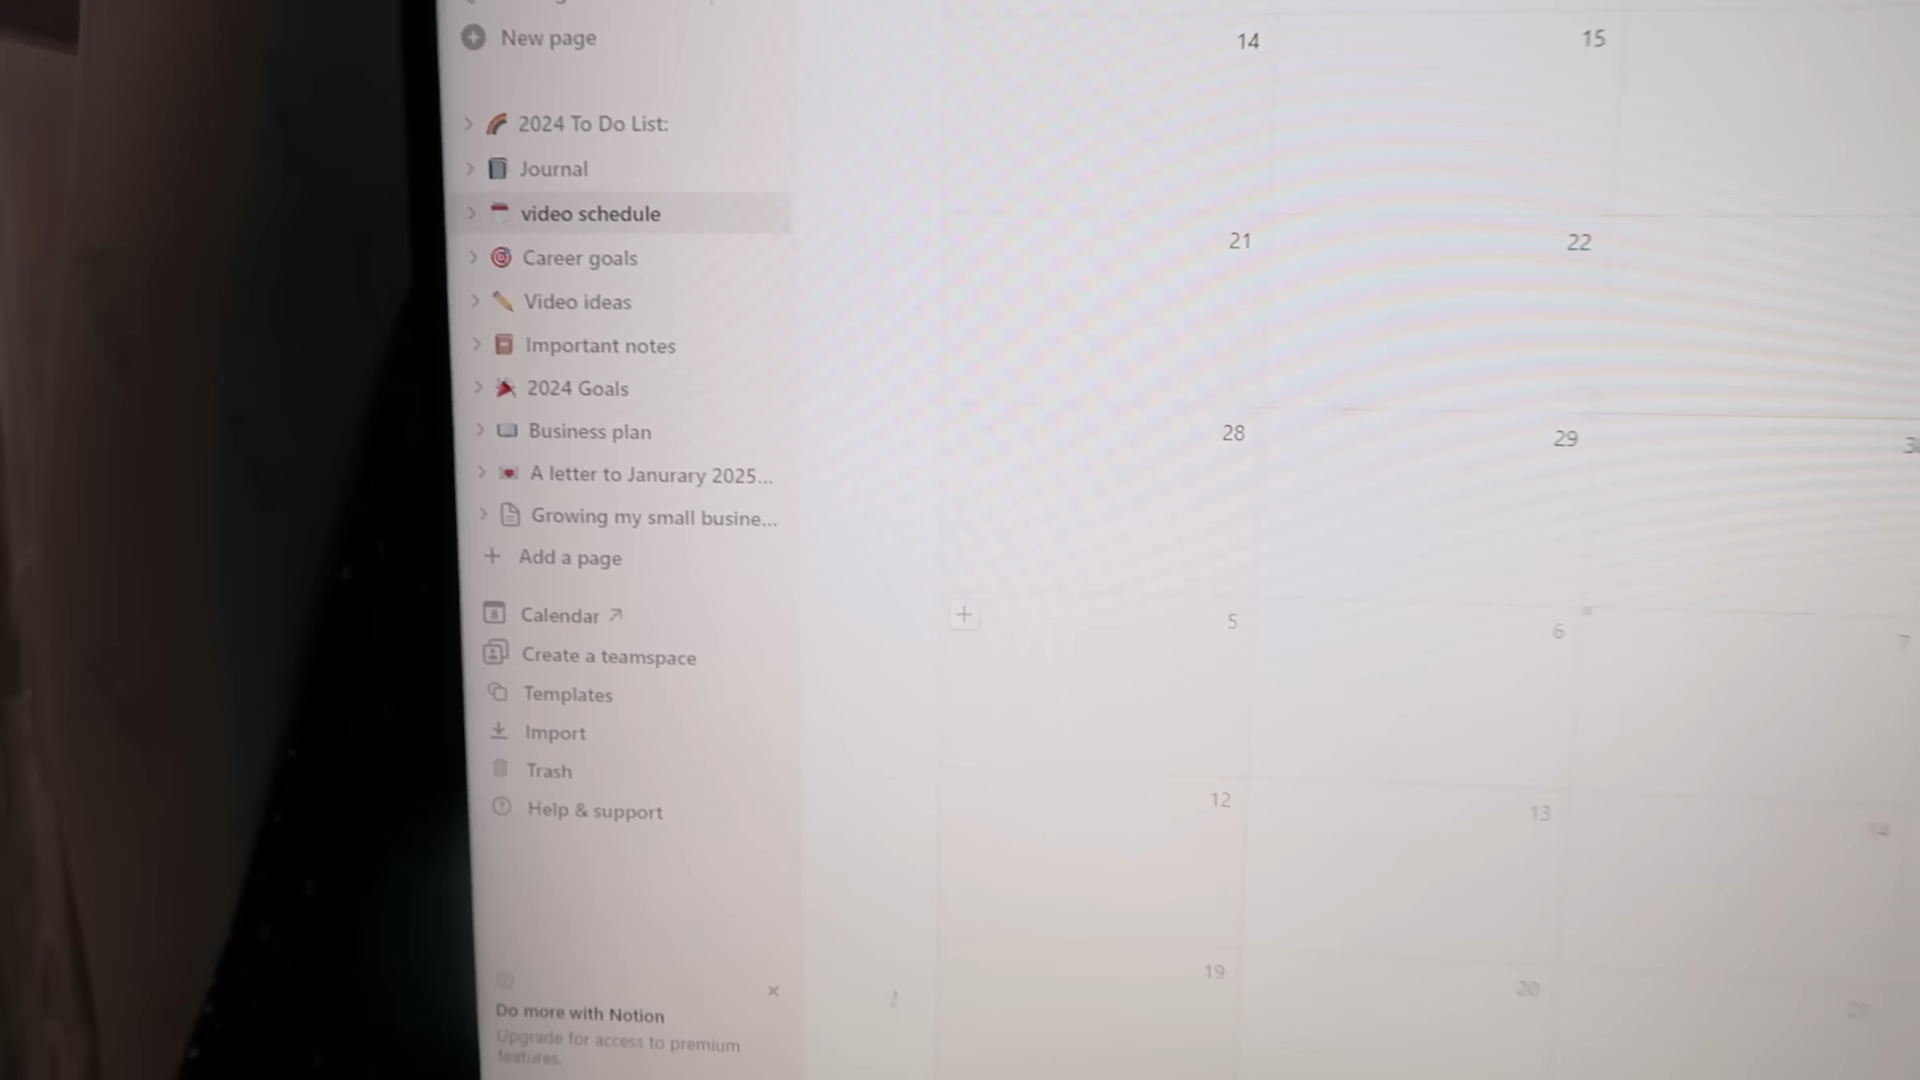 New page
14
15
2024 To Do List:
Journal
video schedule
21
22
Career goals
Video ideas
Important notes
2024 Goals
28
29
Business plan
A letter to Janurary 2025...
Growing my small busine...
Add a page
Calendar ↗
5
6
7
Create a teamspace
Templates
Import
Trash
Help & support
12
13
14
19
20
Do more with Notion
Upgrade for access to premium
features.